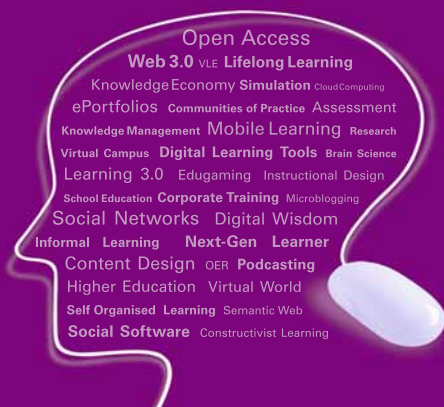 Open Access
Web 3.0 VLE Lifelong Learning
Knowledge Economy Simulation Cloud Computing
ePortfolios Communities of Practice Assessment
Knowledge Management Mobile Learning Research
Virtual Campus Digital Learning Tools Brain Science
Learning 3.0 Edugaming Instructional Design
School Education Corporate Training Microblogging
Social Networks Digital Wisdom
Informal Learning Next-Gen Learner
Content Design OER Podcasting
Higher Education Virtual World
Self Organised Learning Semantic Web
Social Software Constructivist Learning